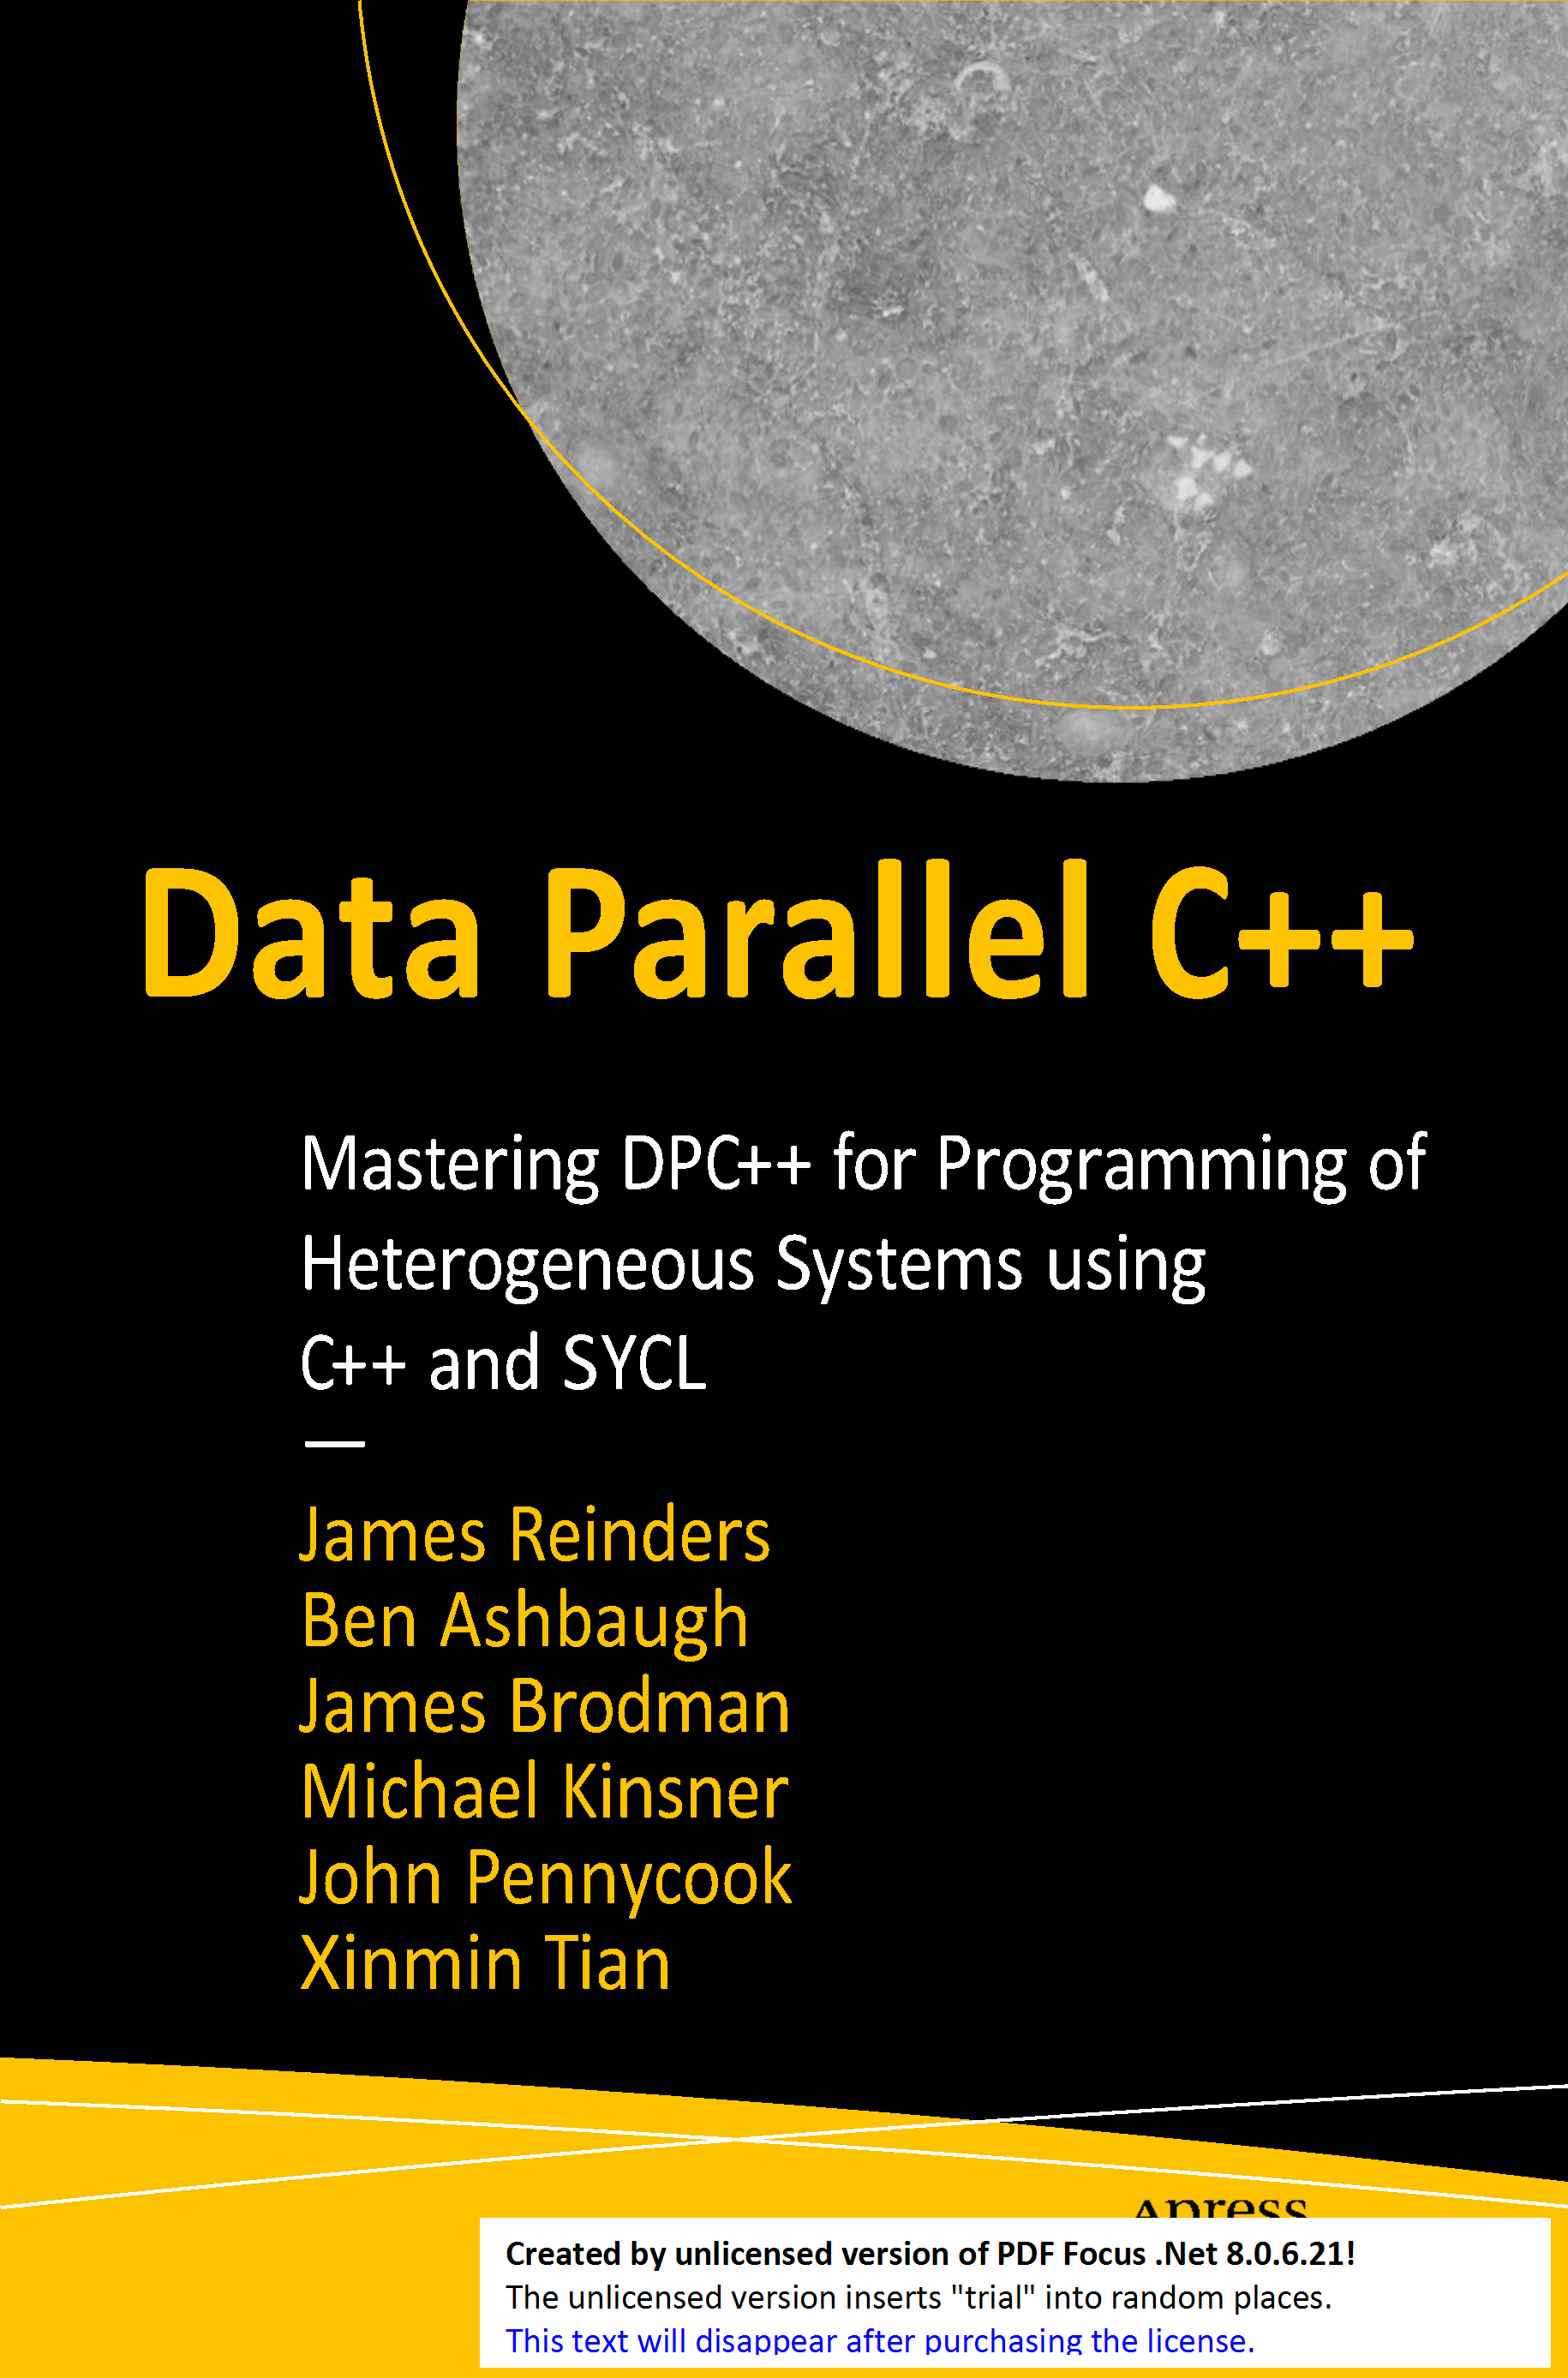 Data Parallel C++
Mastering DPC++ for Programming of
Heterogeneous Systems using
C++ and SYCL
—
James Reinders
Ben Ashbaugh
James Brodman
Michael Kinsner
John Pennycook
Xinmin Tian
Apress
Created by unlicensed version of PDF Focus .Net 8.0.6.21!
The unlicensed version inserts "trial" into random places.
This text will disappear after purchasing the license.